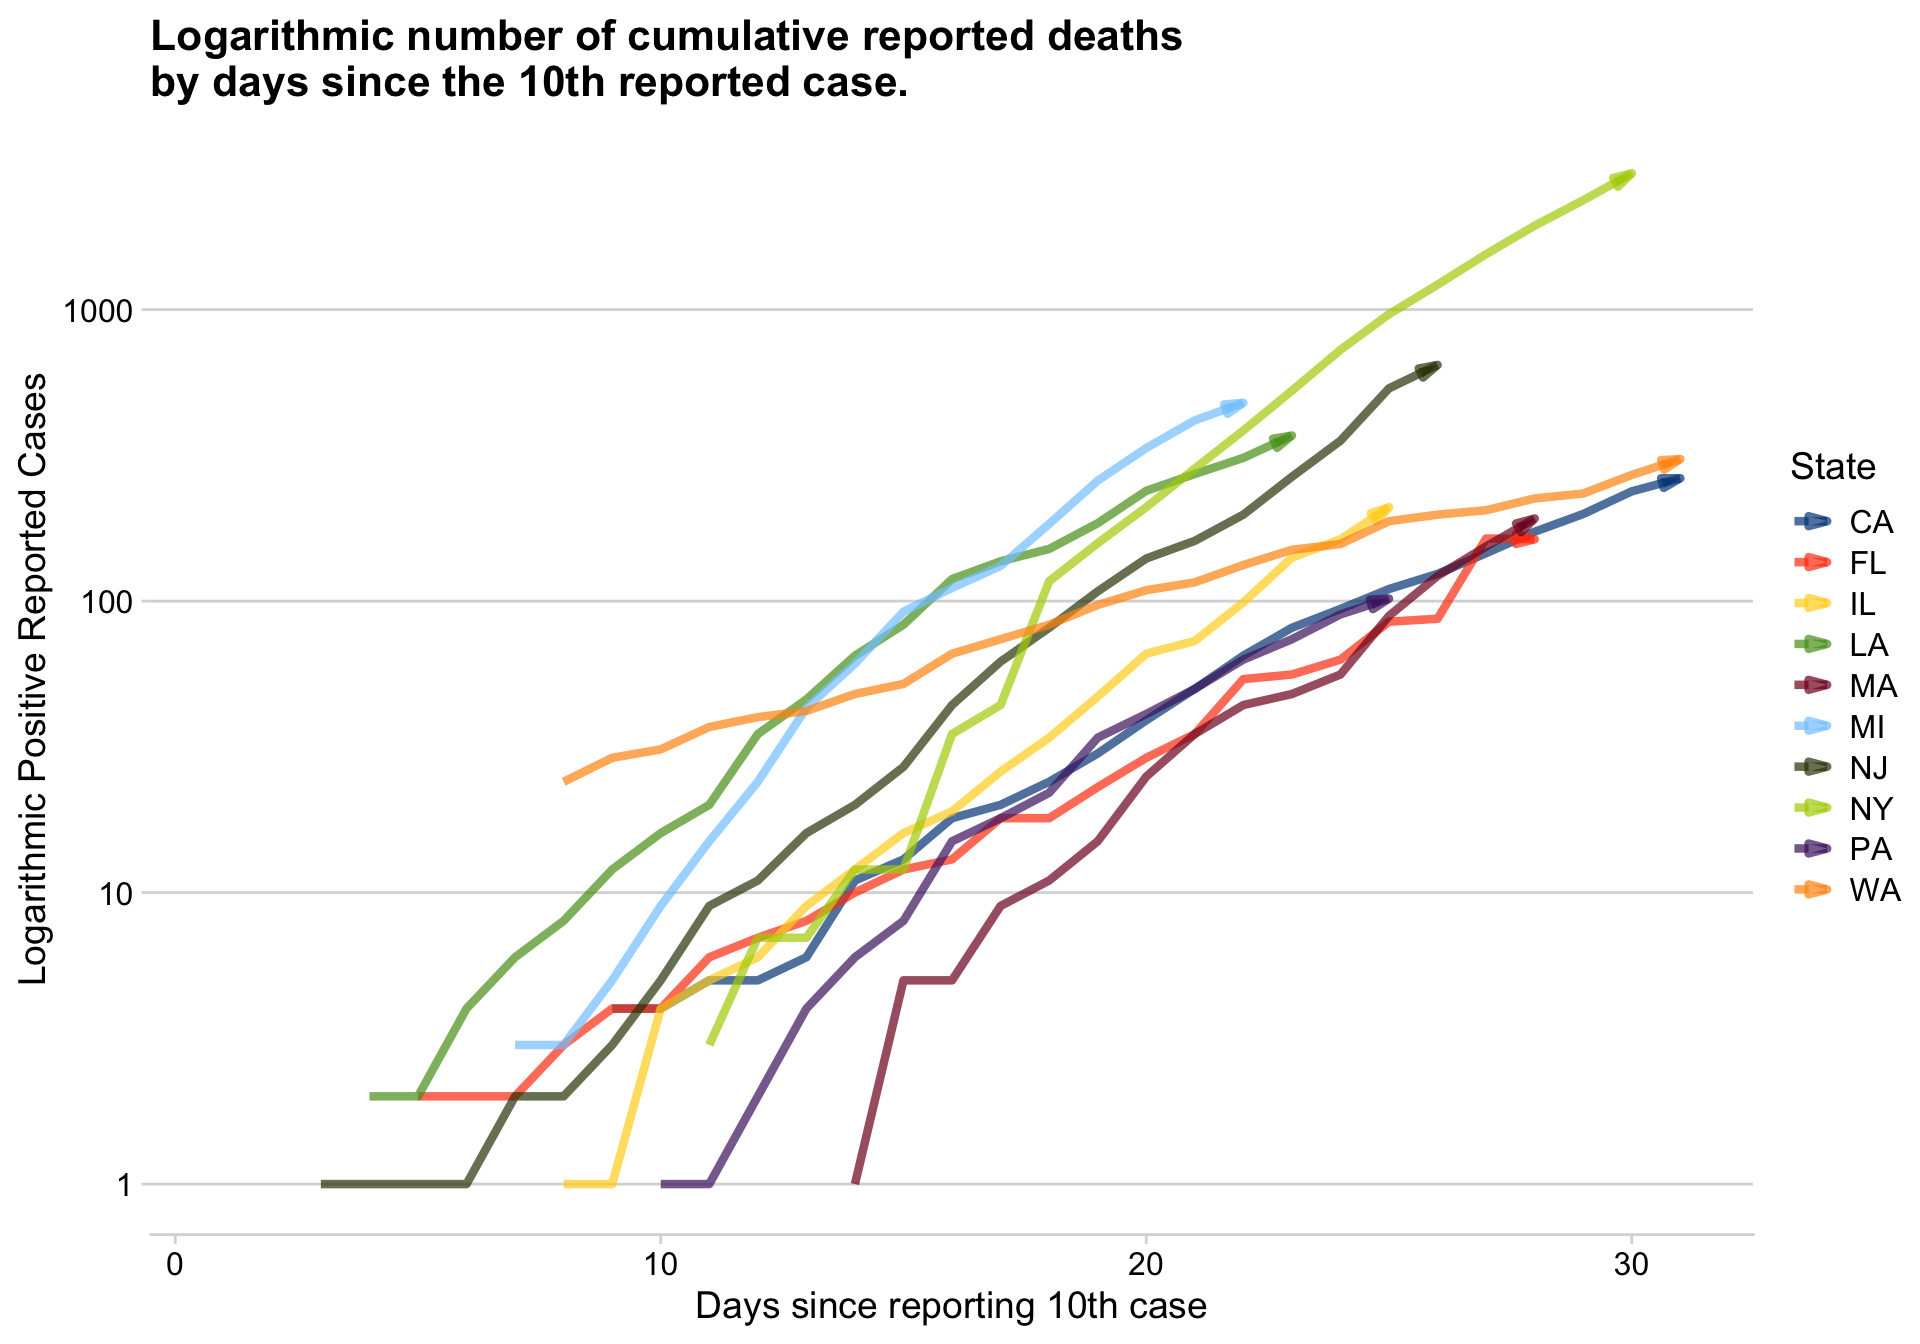 Logarithmic number of cumulative reported deaths
by days since the 10th reported case.
Logarithmic Positive Reported Cases
1000
100
10
1
0
10
20
30
Days since reporting 10th case
State
CA
FL
IL
LA
MA
MI
NJ
NY
PA
WA